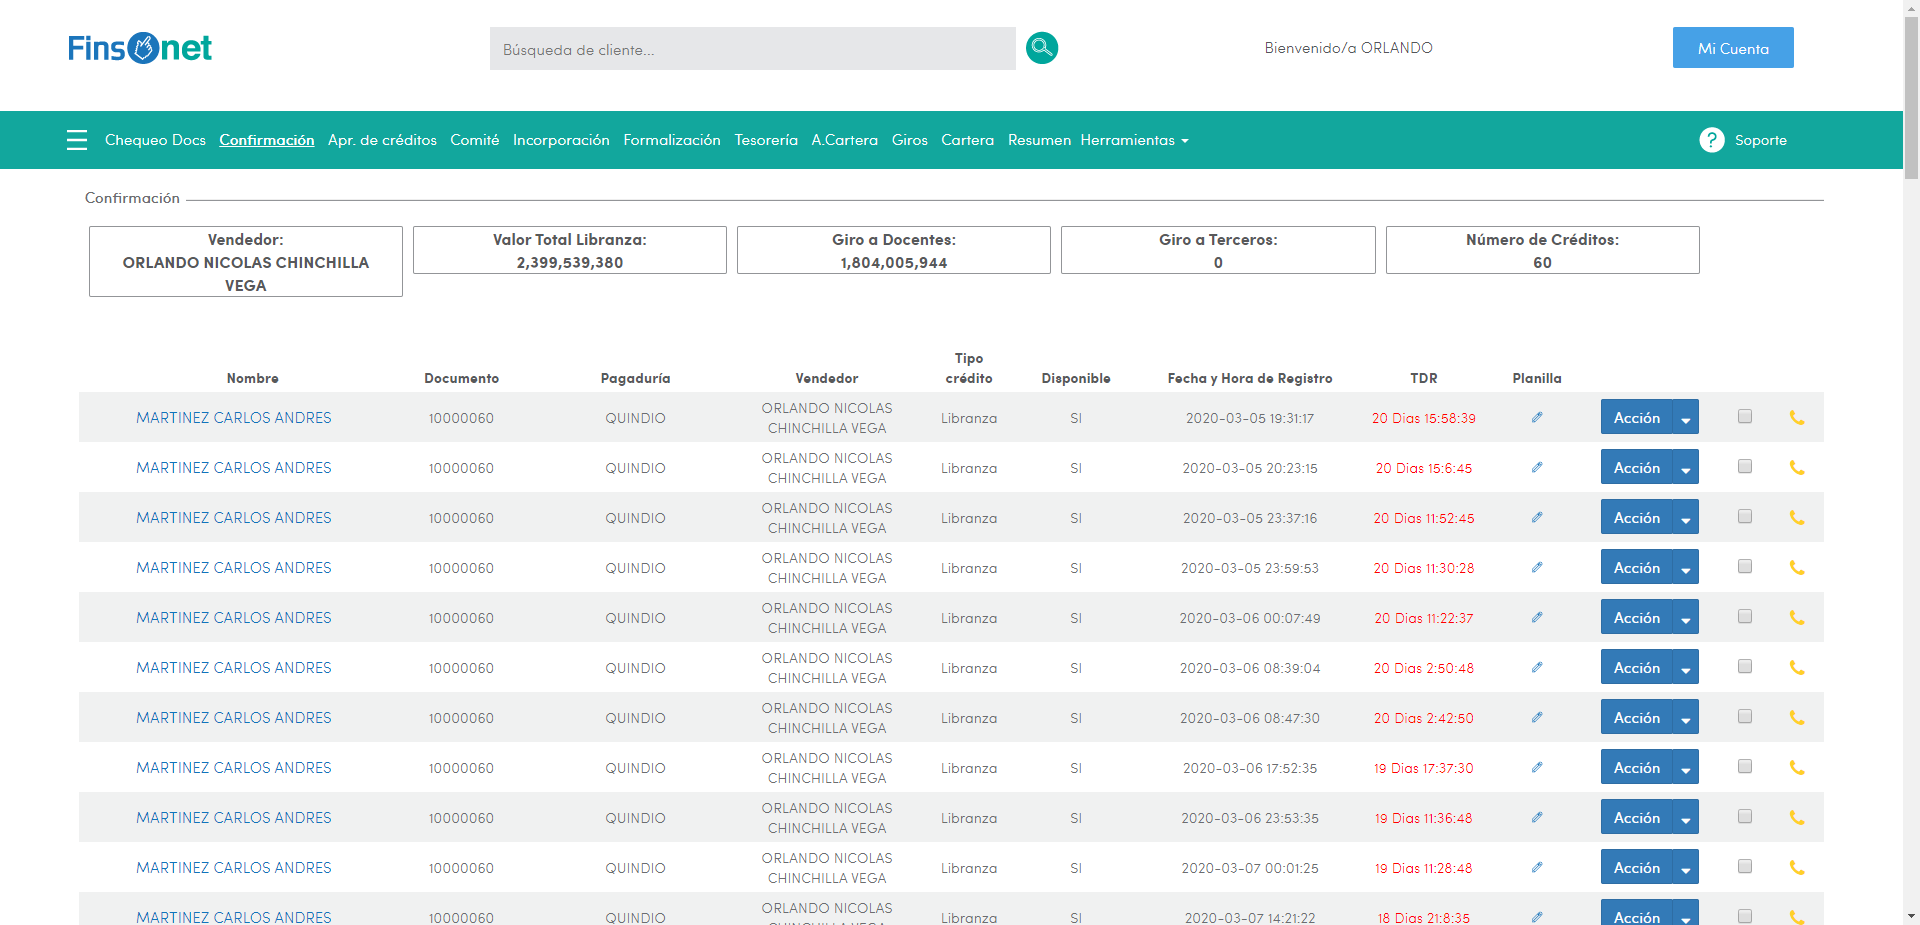 Finsonet
Búsqueda de cliente...
Bienvenido/a ORLANDO
Mi Cuenta
Chequeo Docs Confirmación Apr. de créditos Comité Incorporación Formalización Tesorería A.Cartera Giros Cartera Resumen Herramientas
? Soporte
Confirmación
Vendedor:
ORLANDO NICOLAS CHINCHILLA
VEGA
Valor Total Libranza:
2,399,539,380
Giro a Docentes:
1,804,005,944
Giro a Terceros:
0
Número de Créditos:
60
Nombre Documento Pagaduría Vendedor Tipo crédito Disponible Fecha y Hora de Registro TDR Planilla
MARTINEZ CARLOS ANDRES 10000060 QUINDIO ORLANDO NICOLAS CHINCHILLA VEGA Libranza SI 2020-03-05 19:31:17 20 Dias 15:58:39 Acción
MARTINEZ CARLOS ANDRES 10000060 QUINDIO ORLANDO NICOLAS CHINCHILLA VEGA Libranza SI 2020-03-05 20:23:15 20 Dias 15:6:45 Acción
MARTINEZ CARLOS ANDRES 10000060 QUINDIO ORLANDO NICOLAS CHINCHILLA VEGA Libranza SI 2020-03-05 23:37:16 20 Dias 11:52:45 Acción
MARTINEZ CARLOS ANDRES 10000060 QUINDIO ORLANDO NICOLAS CHINCHILLA VEGA Libranza SI 2020-03-05 23:59:53 20 Dias 11:30:28 Acción
MARTINEZ CARLOS ANDRES 10000060 QUINDIO ORLANDO NICOLAS CHINCHILLA VEGA Libranza SI 2020-03-06 00:07:49 20 Dias 11:22:37 Acción
MARTINEZ CARLOS ANDRES 10000060 QUINDIO ORLANDO NICOLAS CHINCHILLA VEGA Libranza SI 2020-03-06 08:39:04 20 Dias 2:50:48 Acción
MARTINEZ CARLOS ANDRES 10000060 QUINDIO ORLANDO NICOLAS CHINCHILLA VEGA Libranza SI 2020-03-06 08:47:30 20 Dias 2:42:50 Acción
MARTINEZ CARLOS ANDRES 10000060 QUINDIO ORLANDO NICOLAS CHINCHILLA VEGA Libranza SI 2020-03-06 17:52:35 19 Dias 17:37:30 Acción
MARTINEZ CARLOS ANDRES 10000060 QUINDIO ORLANDO NICOLAS CHINCHILLA VEGA Libranza SI 2020-03-06 23:53:35 19 Dias 11:36:48 Acción
MARTINEZ CARLOS ANDRES 10000060 QUINDIO ORLANDO NICOLAS CHINCHILLA VEGA Libranza SI 2020-03-07 00:01:25 19 Dias 11:28:48 Acción
MARTINEZ CARLOS ANDRES 10000060 QUINDIO ORLANDO NICOLAS Libranza SI 2020-03-07 14:21:22 18 Dias 21:8:35 Acción